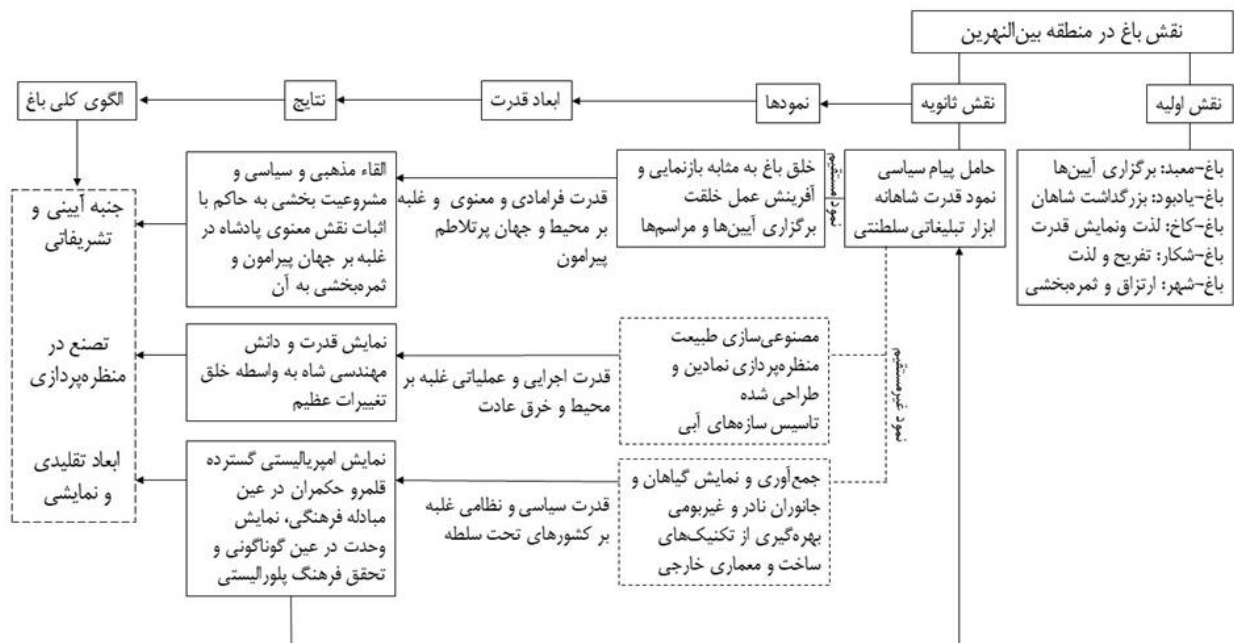 نقش باغ در منطقه بین‌النهرین
نقش اولیه
نقش ثانویه
نمودها
ابعاد قدرت
نتایج
الگوی کلی باغ
باغ-معبد: برگزاری آیین‌ها
باغ-یادبود: بزرگداشت شاهان
باغ-کاخ: لذت ونمایش قدرت
باغ-شکار: تفریح و لذت
باغ-شهر: ارتزاق و ثمره‌بخشی
حامل پیام سیاسی
نمود قدرت شاهانه
ابزار تبلیغاتی سلطنتی
نمود مستقیم
خلق باغ به مثابه بازنمایی و
آفرینش عمل خلقت
برگزاری آیین‌ها و مراسم‌ها
قدرت فرامادی و معنوی و غلبه
بر محیط و جهان پرتلاطم
پیرامون
القاء مذهبی و سیاسی و
مشروعیت بخشی به حاکم با
اثبات نقش معنوی پادشاه در
غلبه بر جهان پیرامون و
ثمره‌بخشی به آن
جنبه آیینی و
تشریفاتی
نمود غیرمستقیم
مصنوعی‌سازی طبیعت
منظره‌پردازی نمادین و
طراحی شده
تاسیس سازه‌های آبی
قدرت اجرایی و عملیاتی غلبه بر
محیط و خرق عادت
نمایش قدرت و دانش
مهندسی شاه به واسطه خلق
تغییرات عظیم
تصنع در
منظره‌پردازی
جمع‌آوری و نمایش گیاهان و
جانوران نادر و غیربومی
بهره‌گیری از تکنیک‌های
ساخت و معماری خارجی
قدرت سیاسی و نظامی غلبه
بر کشورهای تحت سلطه
نمایش امپریالیستی گسترده
قلمرو حکمران در عین
مبادله فرهنگی، نمایش
وحدت در عین گوناگونی و
تحقق فرهنگ پلورالیستی
ابعاد تقلیدی
و نمایشی